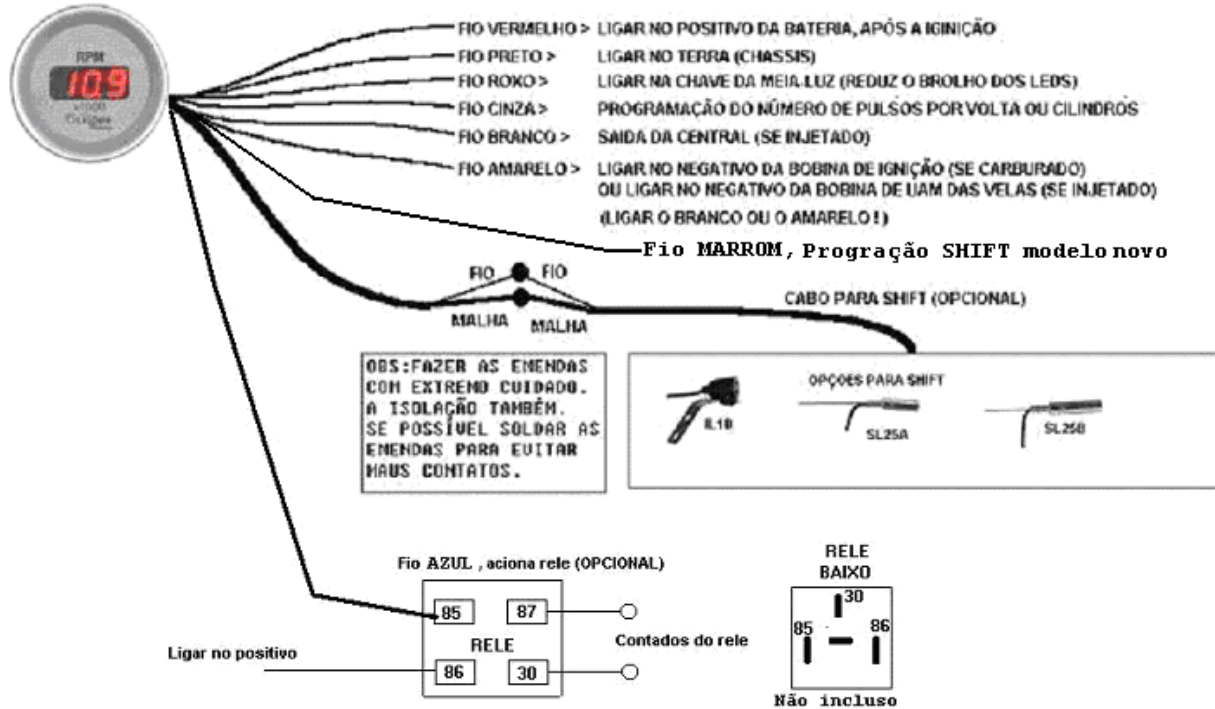 RPM
10.9
x1000
FIO VERMELHO > LIGAR NO POSITIVO DA BATERIA, APÓS A IGINIÇÃO
FIO PRETO > LIGAR NO TERRA (CHASSIS)
FIO ROXO > LIGAR NA CHAVE DA MEIA-LUZ (REDUZ O BROLHO DOS LEDS)
FIO CINZA > PROGRAMAÇÃO DO NÚMERO DE PULSOS POR VOLTA OU CILINDROS
FIO BRANCO > SAIDA DA CENTRAL (SE INJETADO)
FIO AMARELO > LIGAR NO NEGATIVO DA BOBINA DE IGNIÇÃO (SE CARBURADO)
OU LIGAR NO NEGATIVO DA BOBINA DE UAM DAS VELAS (SE INJETADO)
(LIGAR O BRANCO OU O AMARELO !)
Fio MARROM, Progração SHIFT modelo novo
FIO FIO
MALHA MALHA
CABO PARA SHIFT (OPCIONAL)
OBS:FAZER AS EMENDAS
COM EXTREMO CUIDADO.
A ISOLAÇÃO TAMBÉM.
SE POSSÍVEL SOLDAR AS
EMENDAS PARA EVITAR
MAUS CONTATOS.
OPÇOES PARA SHIFT
IL10
SL25A
SL25B
Fio AZUL , aciona rele (OPCIONAL)
85 87
RELE
86 30
Ligar no positivo
Contados do rele
RELE
BAIXO
30
85 86
Não incluso